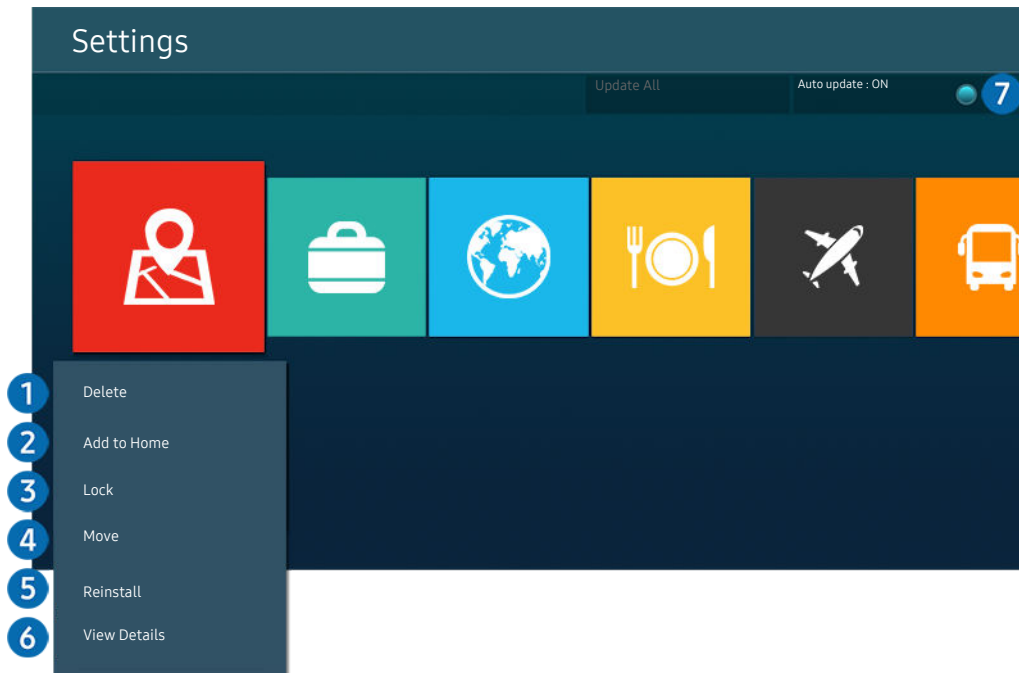 Settings
Update All
Auto update : ON
7
1 Delete
2 Add to Home
3 Lock
4 Move
5 Reinstall
6 View Details